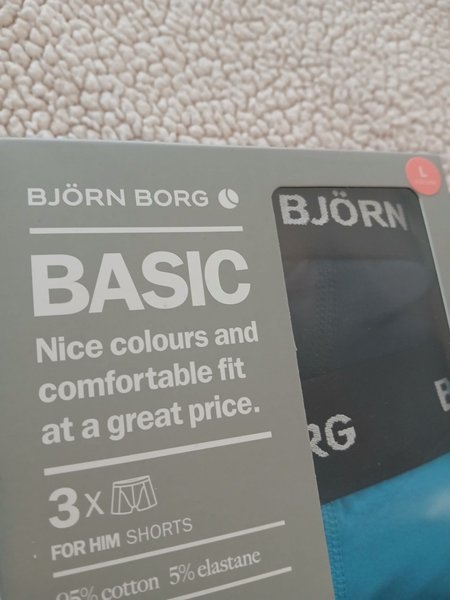 BJÖRN BORG
BASIC
Nice colours and
comfortable fit
at a great price.
3 X
FOR HIM SHORTS
95% cotton 5% elastane
L
BJÖRN
RG
B